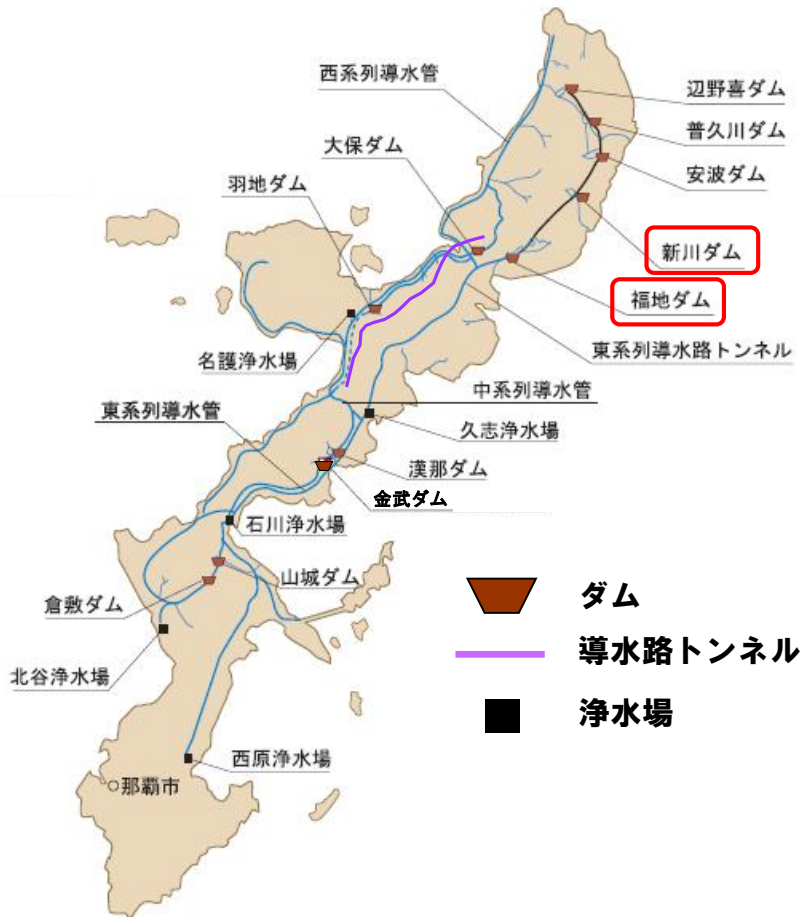 西系列導水管
辺野喜ダム
普久川ダム
大保ダム
安波ダム
羽地ダム
新川ダム
福地ダム
東系列導水路トンネル
名護浄水場
中系列導水管
東系列導水管
久志浄水場
漢那ダム
金武ダム
石川浄水場
山城ダム
倉敷ダム
北谷浄水場
西原浄水場
那覇市
ダム
導水路トンネル
浄水場